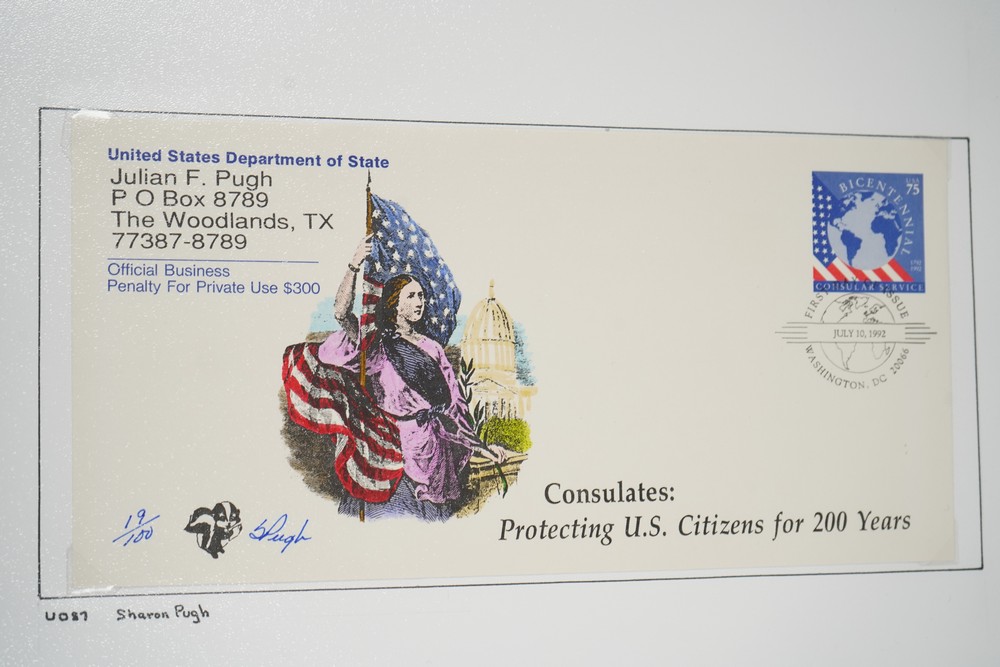 United States Department of State
Julian F. Pugh
P O Box 8789
The Woodlands, TX
77387-8789
Official Business
Penalty For Private Use $300
USA
75
BICENTENNIAL
1792
1992
CONSULAR SERVICE
FIRST DAY OF ISSUE
JULY 10, 1992
WASHINGTON, DC 20066
Consulates:
Protecting U.S. Citizens for 200 Years
19/100
SPugh
UO87 Sharon Pugh